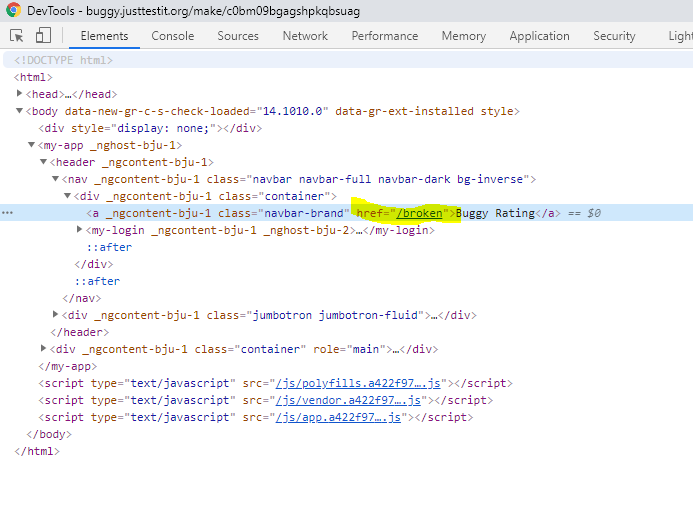 DevTools - buggy.justtestit.org/make/c0bm09bgagshpkqbsuag
Elements Console Sources Network Performance Memory Application Security Light
<!DOCTYPE html>
<html>
<head>…</head>
<body data-new-gr-c-s-check-loaded="14.1010.0" data-gr-ext-installed style>
<div style="display: none;"></div>
<my-app _nghost-bju-1>
<header _ngcontent-bju-1>
<nav _ngcontent-bju-1 class="navbar navbar-full navbar-dark bg-inverse">
<div _ngcontent-bju-1 class="container">
… <a _ngcontent-bju-1 class="navbar-brand" href="/broken">Buggy Rating</a> == $0
<my-login _ngcontent-bju-1 _nghost-bju-2>…</my-login>
::after
</div>
::after
</nav>
<div _ngcontent-bju-1 class="jumbotron jumbotron-fluid">…</div>
</header>
<div _ngcontent-bju-1 class="container" role="main">…</div>
</my-app>
<script type="text/javascript" src="/js/polyfills.a422f97….js"></script>
<script type="text/javascript" src="/js/vendor.a422f97….js"></script>
<script type="text/javascript" src="/js/app.a422f97….js"></script>
</body>
</html>